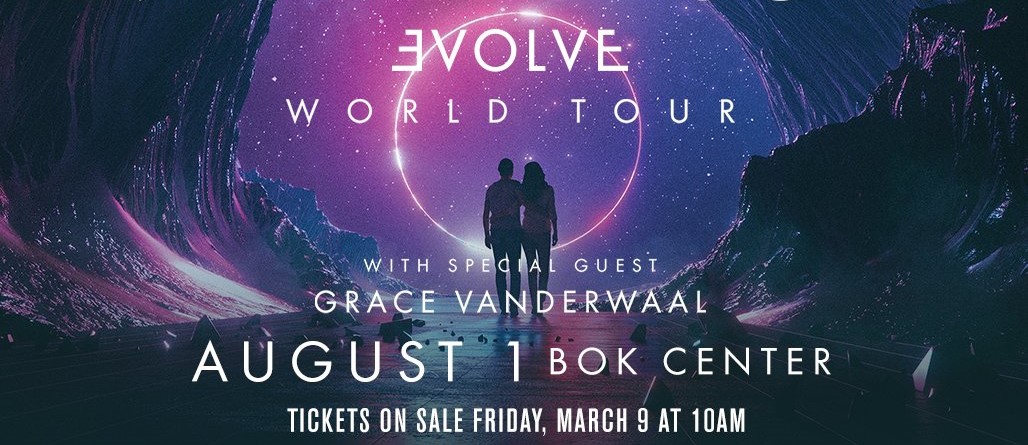 EVOLVE
WORLD TOUR
WITH SPECIAL GUEST
GRACE VANDERWAAL
AUGUST 1 BOK CENTER
TICKETS ON SALE FRIDAY, MARCH 9 AT 10AM